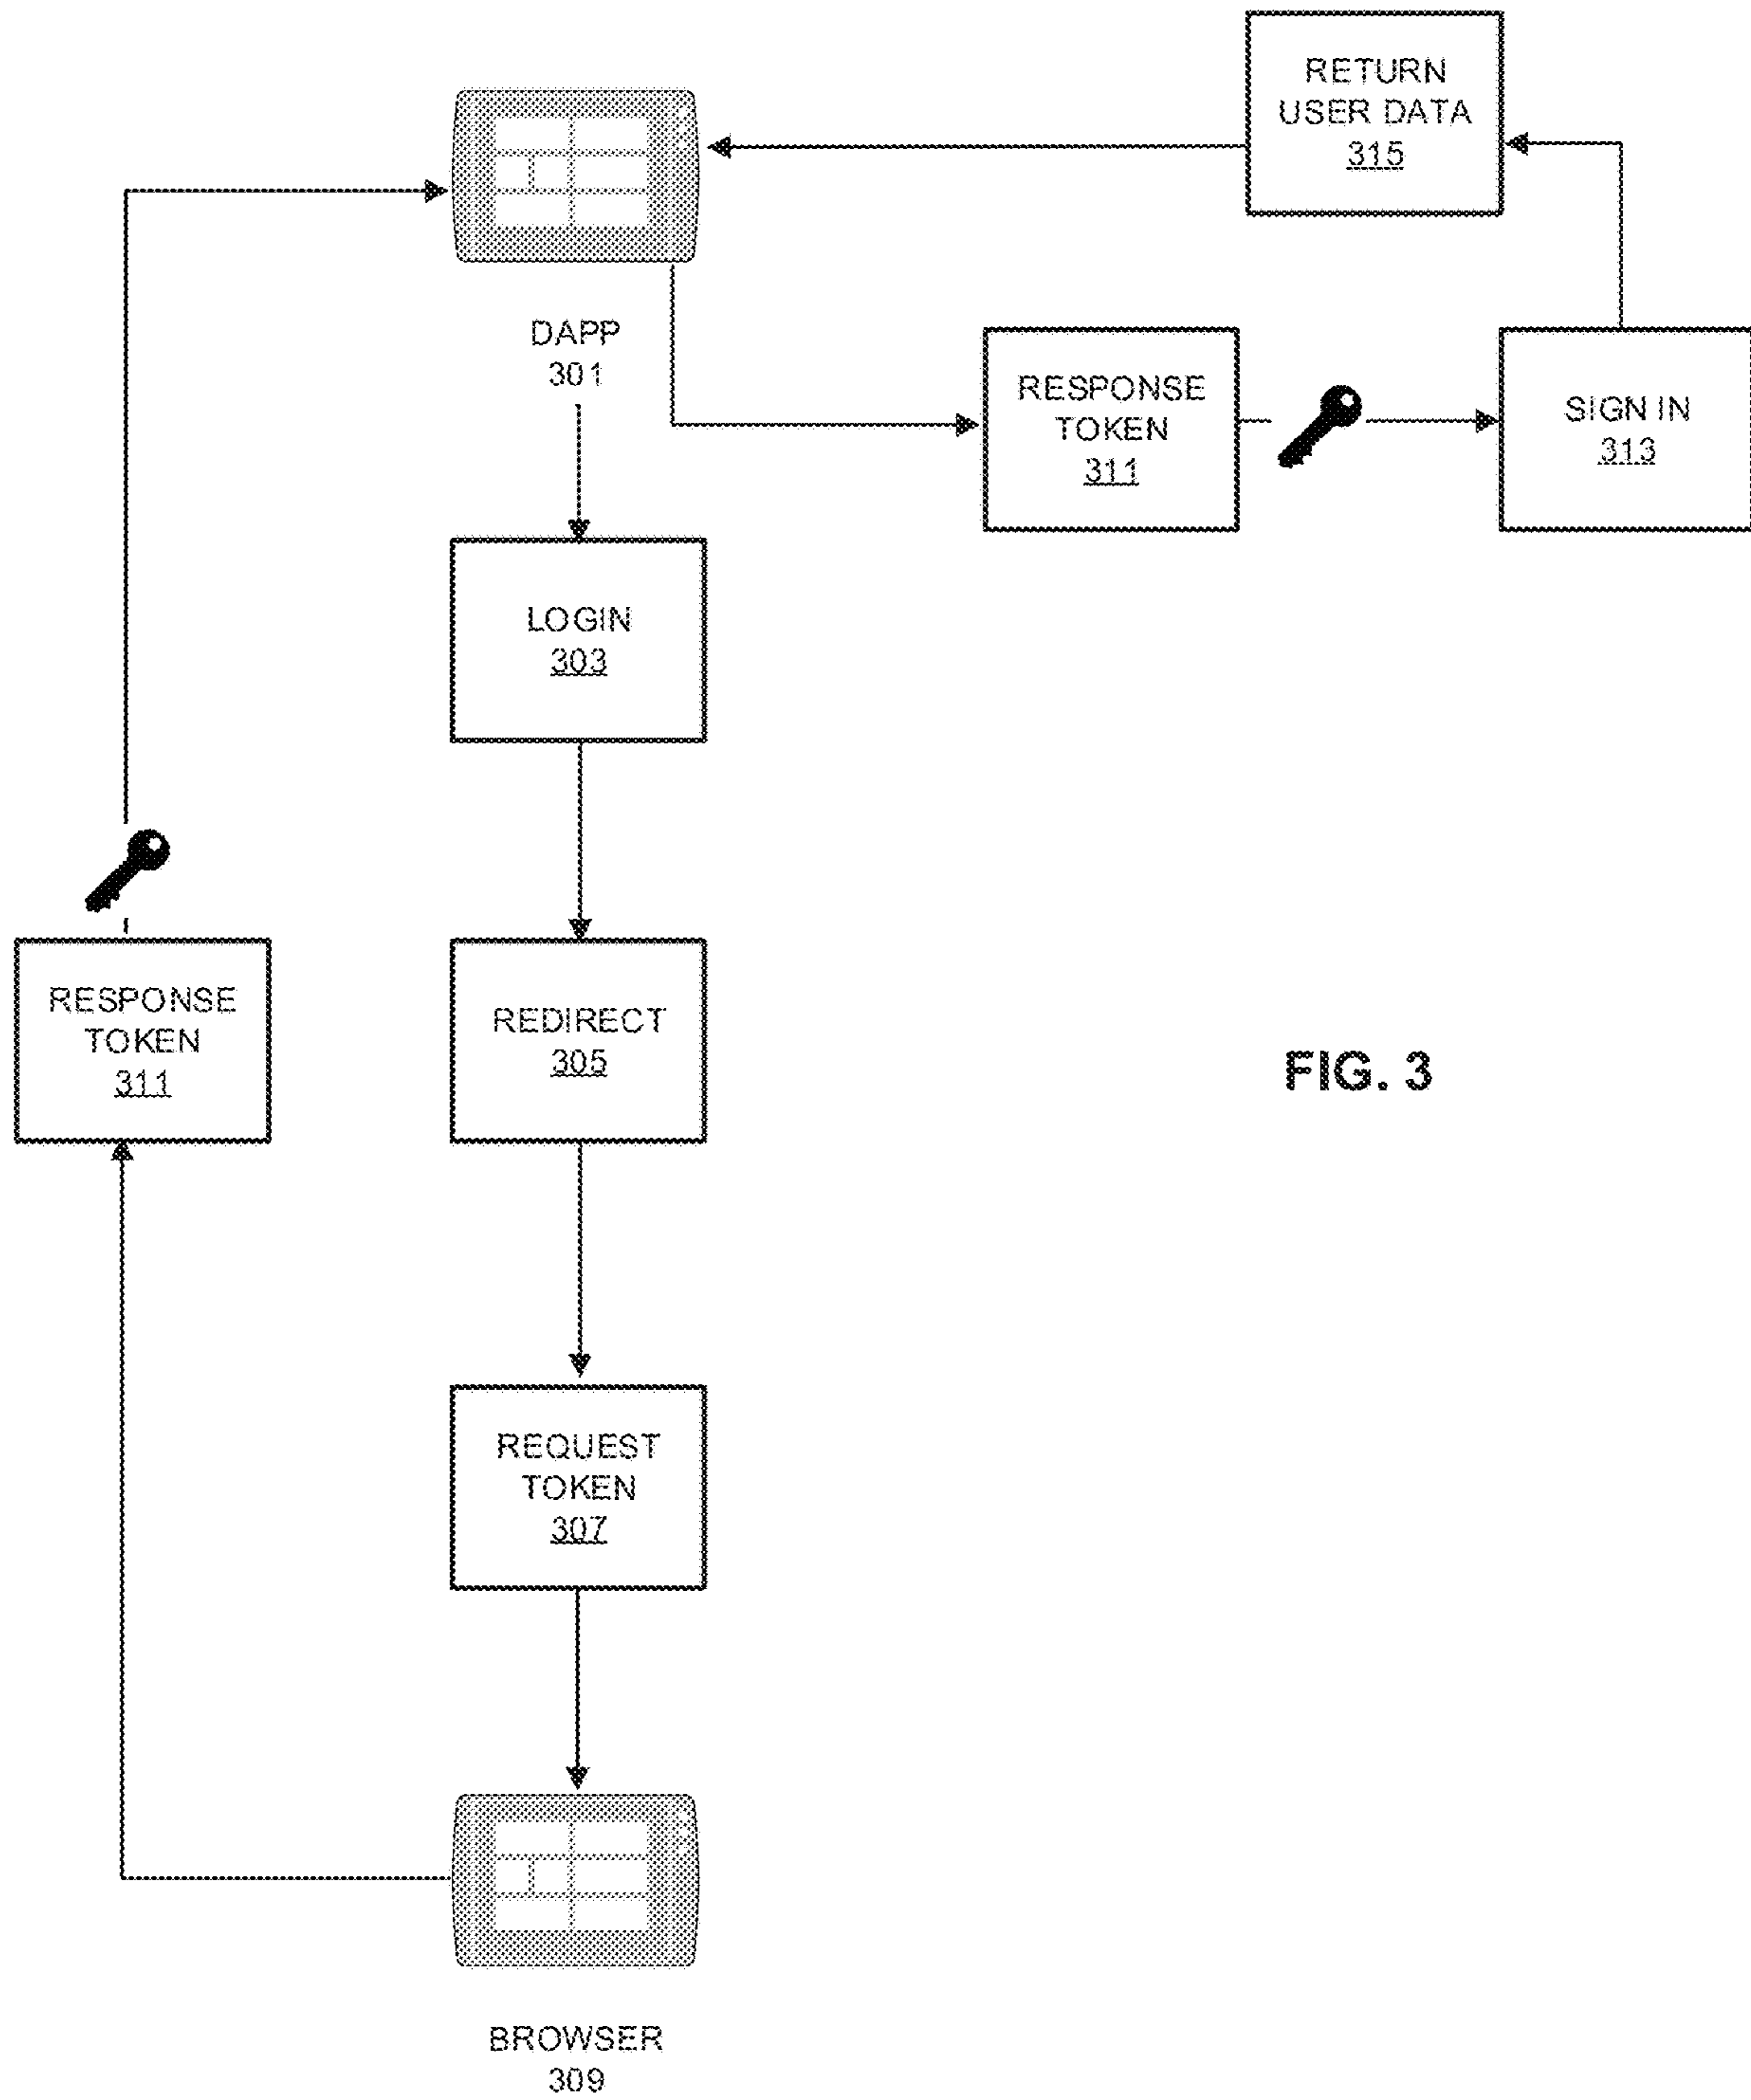 RETURN
USER DATA
315
DAPP
301
RESPONSE
TOKEN
311
SIGN IN
313
LOGIN
303
RESPONSE
TOKEN
311
REDIRECT
305
FIG. 3
REQUEST
TOKEN
307
BROWSER
309